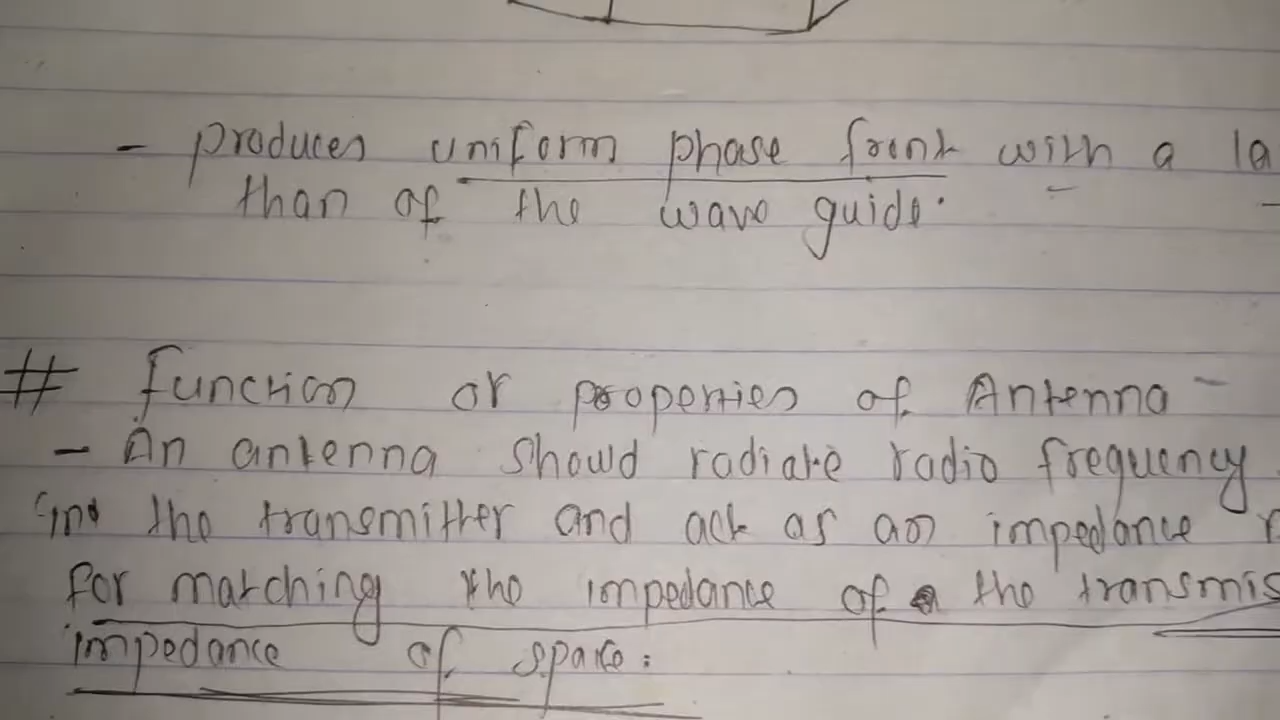 - produces uniform phase front with a la
than of the wave guide.
# Function or properties of Antenna -
- An antenna should radiate radio frequency
in the transmitter and act as an impedance
for matching the impedance of the transmis
impedance of space.